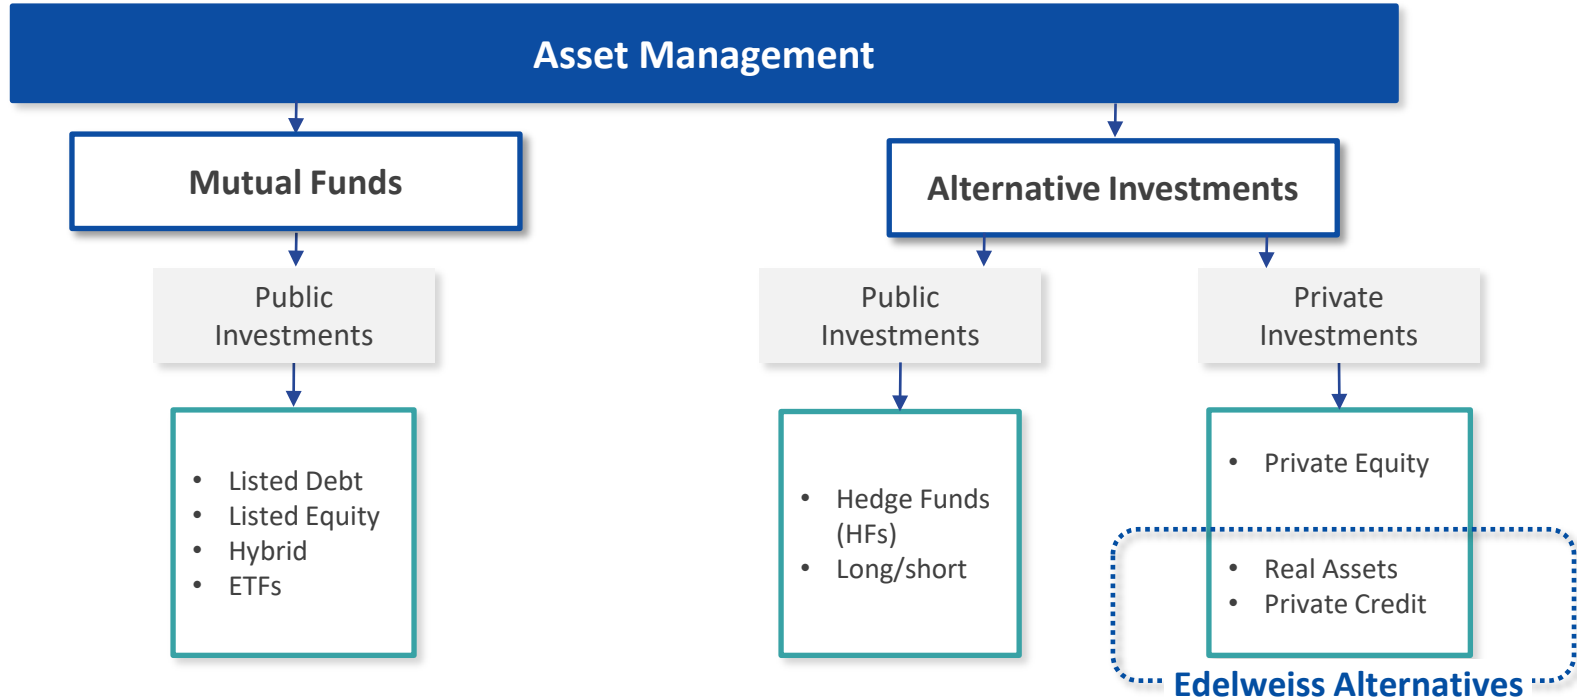 Asset Management
Mutual Funds
Alternative Investments
Public
Investments
Public
Investments
Private
Investments
• Listed Debt
• Listed Equity
• Hybrid
• ETFs
• Hedge Funds
(HFs)
• Long/short
• Private Equity
• Real Assets
• Private Credit
Edelweiss Alternatives